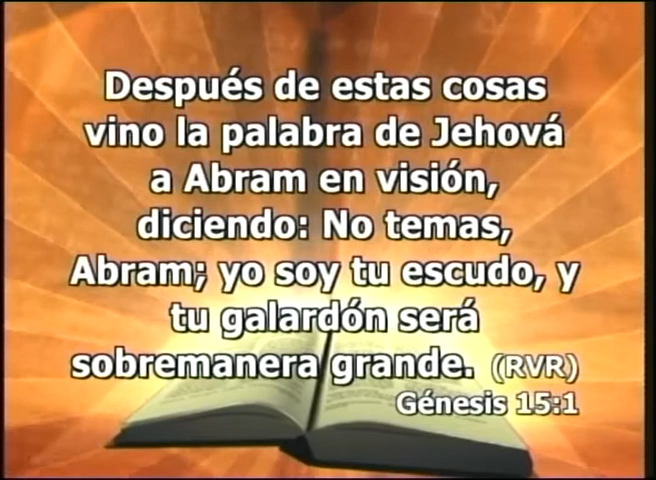 Después de estas cosas
vino la palabra de Jehová
a Abram en visión,
diciendo: No temas,
Abram; yo soy tu escudo, y
tu galardón será
sobremanera grande. (RVR)
Génesis 15:1